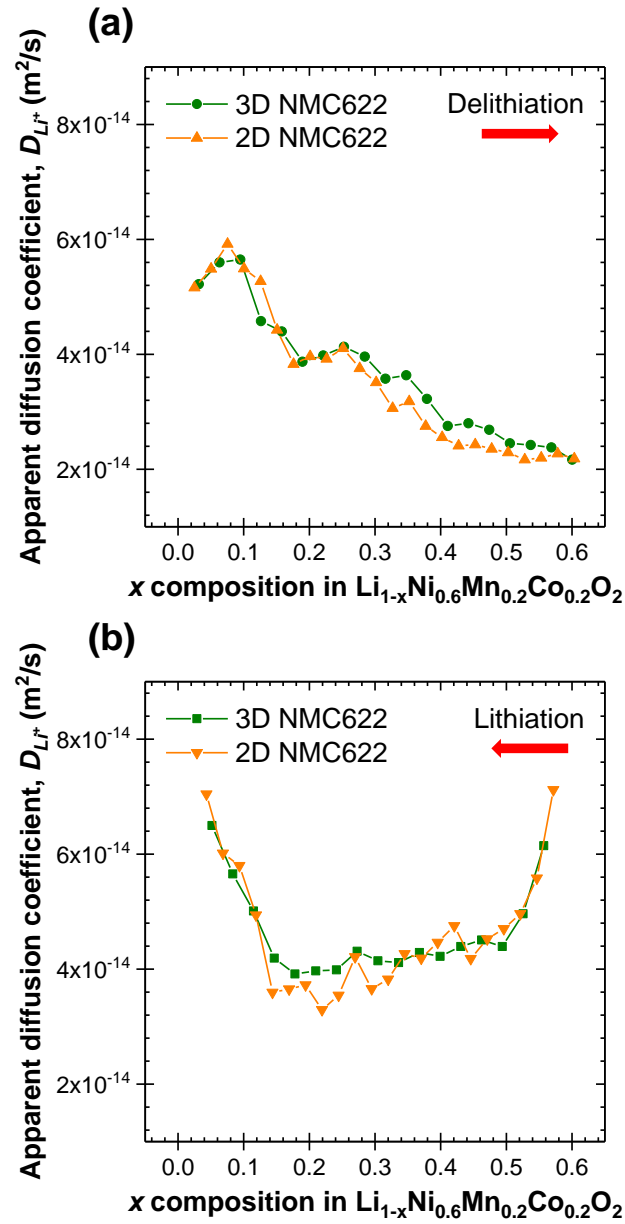 (a)
Apparent diffusion coefficient, D_Li⁺ (m²/s)
3D NMC622
2D NMC622
Delithiation
8x10⁻¹⁴
6x10⁻¹⁴
4x10⁻¹⁴
2x10⁻¹⁴
0.0 0.1 0.2 0.3 0.4 0.5 0.6
x composition in Li₁₋ₓNi₀.₆Mn₀.₂Co₀.₂O₂
(b)
Apparent diffusion coefficient, D_Li⁺ (m²/s)
3D NMC622
2D NMC622
Lithiation
8x10⁻¹⁴
6x10⁻¹⁴
4x10⁻¹⁴
2x10⁻¹⁴
0.0 0.1 0.2 0.3 0.4 0.5 0.6
x composition in Li₁₋ₓNi₀.₆Mn₀.₂Co₀.₂O₂